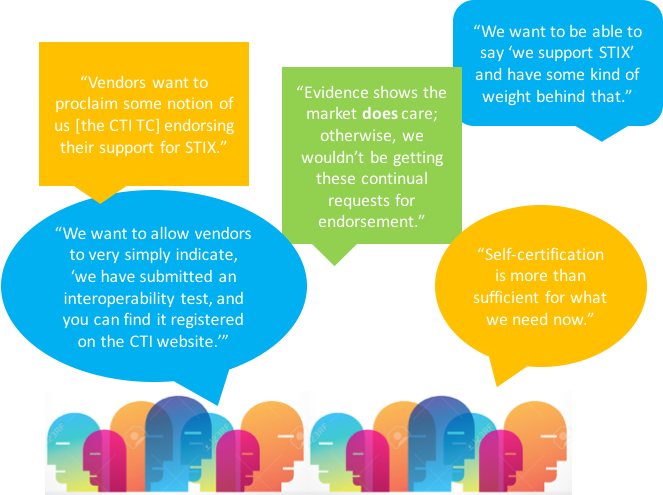 “We want to be able to
say ‘we support STIX’
and have some kind of
weight behind that.”
“Vendors want to
proclaim some notion of
us [the CTI TC] endorsing
their support for STIX.”
“Evidence shows the
market does care;
otherwise, we
wouldn’t be getting
these continual
requests for
endorsement.”
“We want to allow vendors
to very simply indicate,
‘we have submitted an
interoperability test, and
you can find it registered
on the CTI website.’”
“Self-certification
is more than
sufficient for what
we need now.”